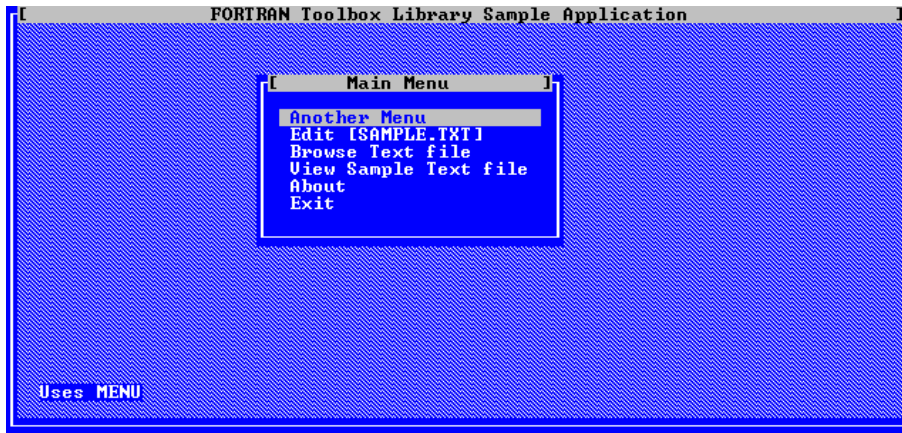 [ FORTRAN Toolbox Library Sample Application ]
[ Main Menu ]
Another Menu
Edit [SAMPLE.TXT]
Browse Text file
View Sample Text file
About
Exit
Uses MENU